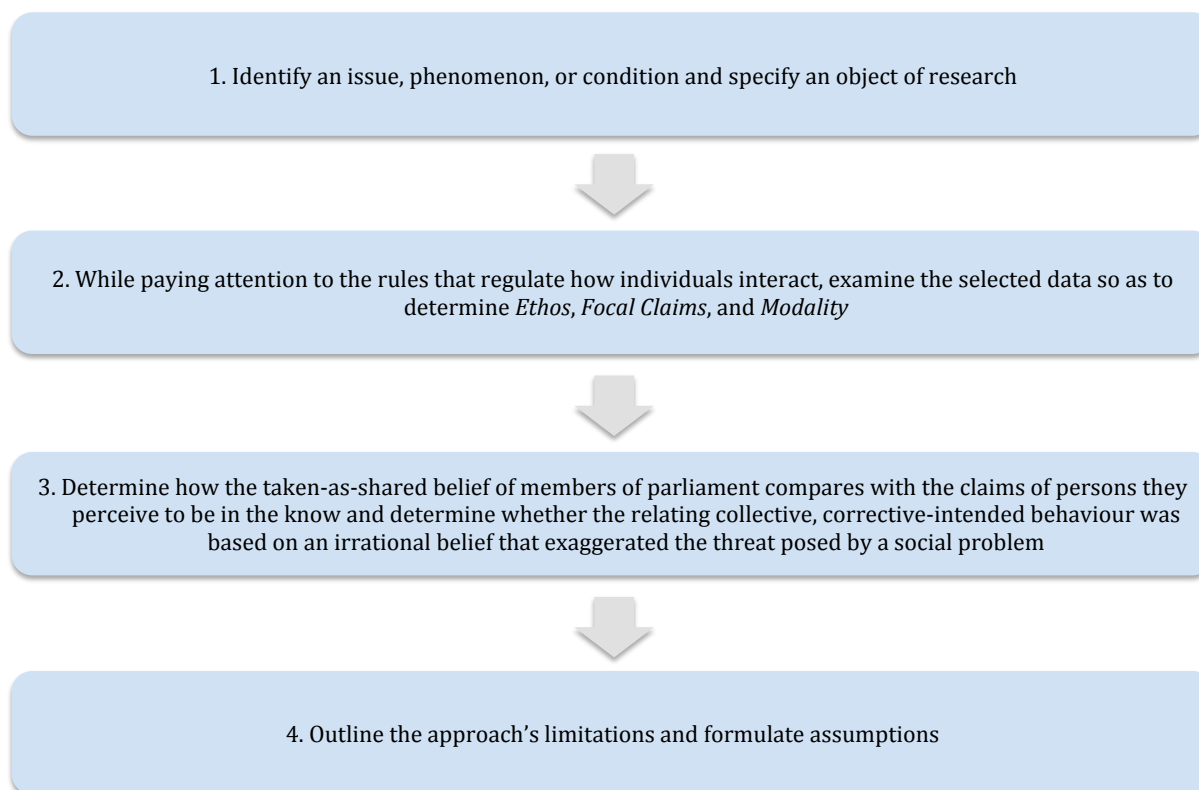 1. Identify an issue, phenomenon, or condition and specify an object of research
2. While paying attention to the rules that regulate how individuals interact, examine the selected data so as to
determine Ethos, Focal Claims, and Modality
3. Determine how the taken-as-shared belief of members of parliament compares with the claims of persons they
perceive to be in the know and determine whether the relating collective, corrective-intended behaviour was
based on an irrational belief that exaggerated the threat posed by a social problem
4. Outline the approach’s limitations and formulate assumptions